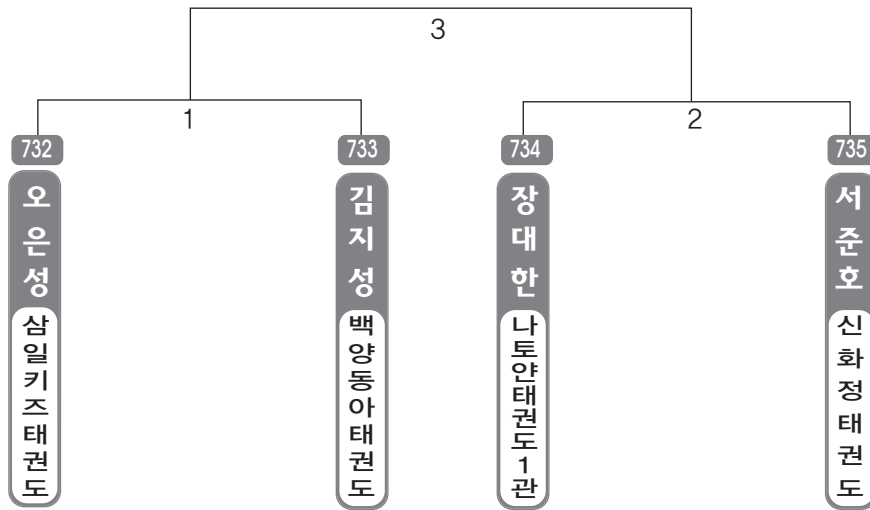 3
1
2
732
733
734
735
오은성
삼일키즈태권도
김지성
백양동아태권도
장대한
나토얀태권도1관
서준호
신화정태권도